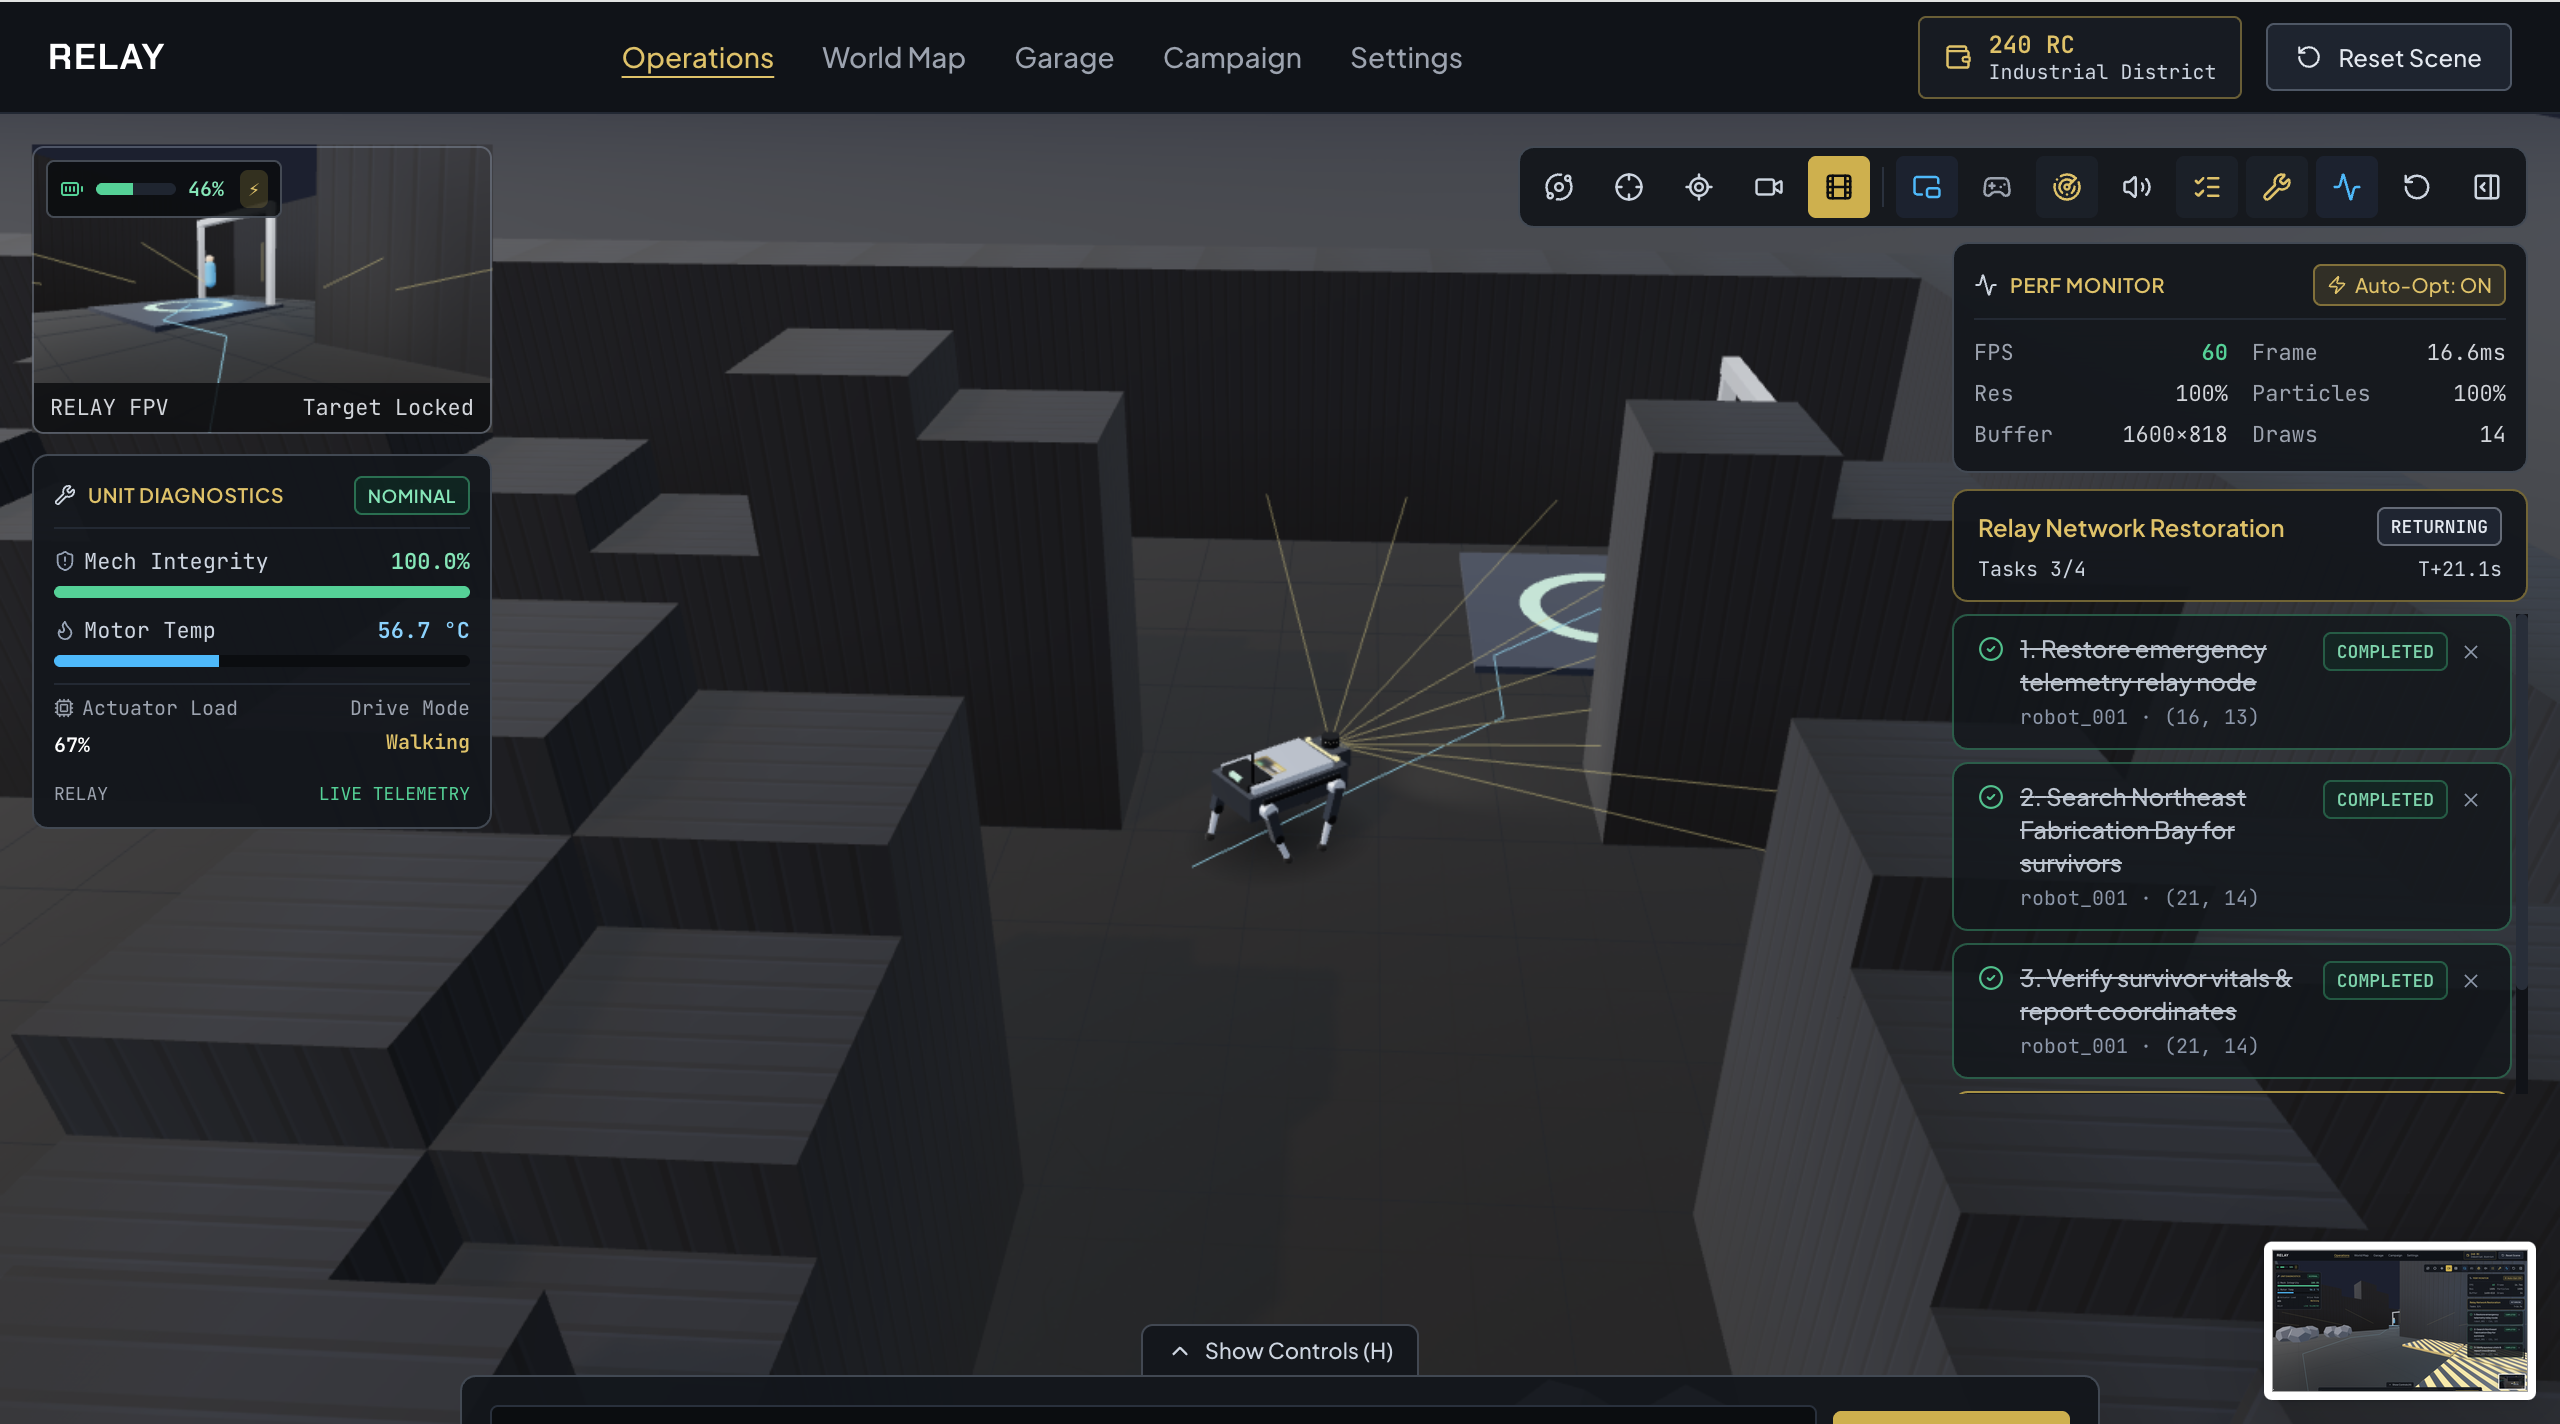 RELAY
Operations
World Map
Garage
Campaign
Settings
240 RC
Industrial District
Reset Scene
46%
RELAY FPV
Target Locked
UNIT DIAGNOSTICS
NOMINAL
Mech Integrity
100.0%
Motor Temp
56.7 °C
Actuator Load
Drive Mode
67%
Walking
RELAY
LIVE TELEMETRY
PERF MONITOR
Auto-Opt: ON
FPS
60
Frame
16.6ms
Res
100%
Particles
100%
Buffer
1600×818
Draws
14
Relay Network Restoration
RETURNING
Tasks 3/4
T+21.1s
1. Restore emergency
telemetry relay node
COMPLETED
robot_001 · (16, 13)
2. Search Northeast
Fabrication Bay for
survivors
COMPLETED
robot_001 · (21, 14)
3. Verify survivor vitals &
report coordinates
COMPLETED
robot_001 · (21, 14)
Show Controls (H)